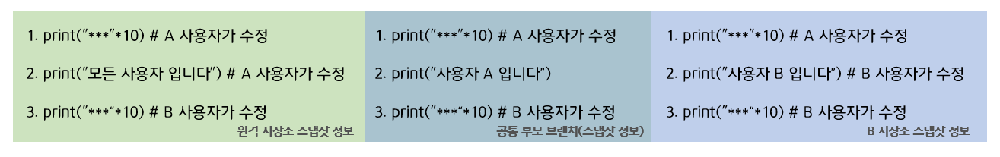 1. print("***"*10) # A 사용자가 수정
2. print("모든 사용자 입니다") # A 사용자가 수정
3. print("***“*10) # B 사용자가 수정
원격 저장소 스냅샷 정보
1. print("***"*10) # A 사용자가 수정
2. print("사용자 A 입니다")
3. print("***“*10) # B 사용자가 수정
공통 부모 브랜치(스냅샷 정보)
1. print("***"*10) # A 사용자가 수정
2. print("사용자 B 입니다") # B 사용자가 수정
3. print("***“*10) # B 사용자가 수정
B 저장소 스냅샷 정보